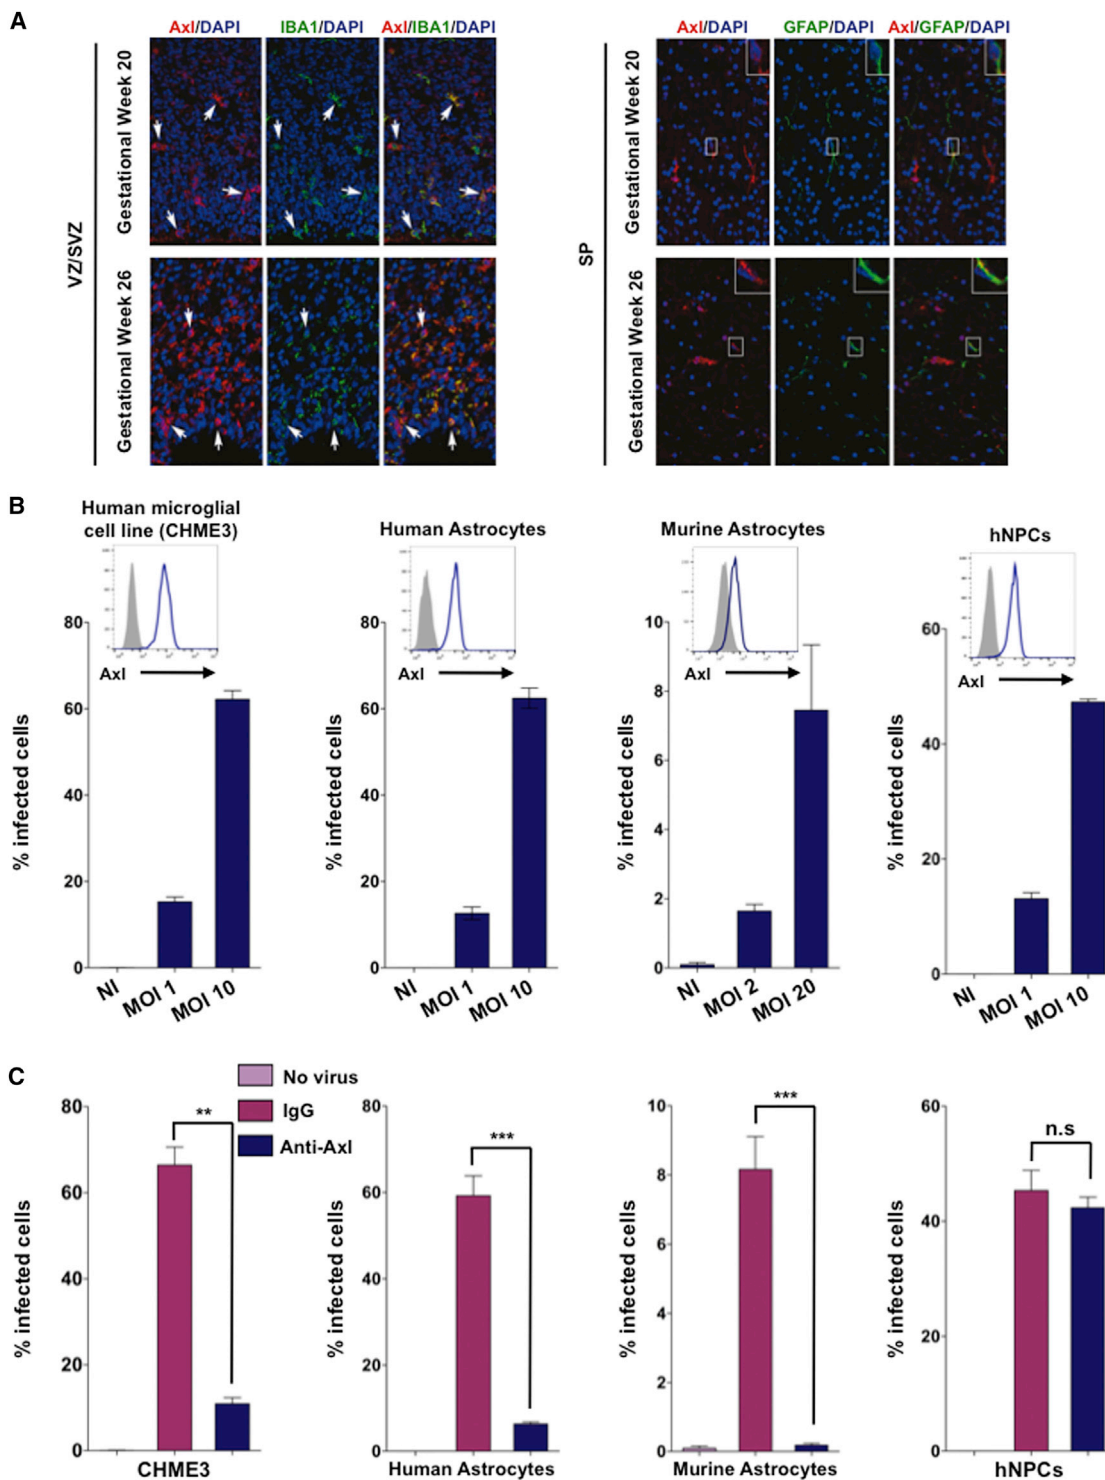 A
Axl/DAPI IBA1/DAPI Axl/IBA1/DAPI
Axl/DAPI GFAP/DAPI Axl/GFAP/DAPI
VZ/SVZ
Gestational Week 20
Gestational Week 26
SP
Gestational Week 20
Gestational Week 26
B
Human microglial
cell line (CHME3)
Axl
% infected cells
80
60
40
20
0
NI MOI 1 MOI 10
Human Astrocytes
Axl
% infected cells
80
60
40
20
0
NI MOI 1 MOI 10
Murine Astrocytes
Axl
% infected cells
10
8
6
4
2
0
NI MOI 2 MOI 20
hNPCs
Axl
% infected cells
60
40
20
0
NI MOI 1 MOI 10
C
No virus
IgG
Anti-Axl
% infected cells
80
60
40
20
0
**
CHME3
% infected cells
80
60
40
20
0
***
Human Astrocytes
% infected cells
10
8
6
4
2
0
***
Murine Astrocytes
% infected cells
60
40
20
0
n.s
hNPCs